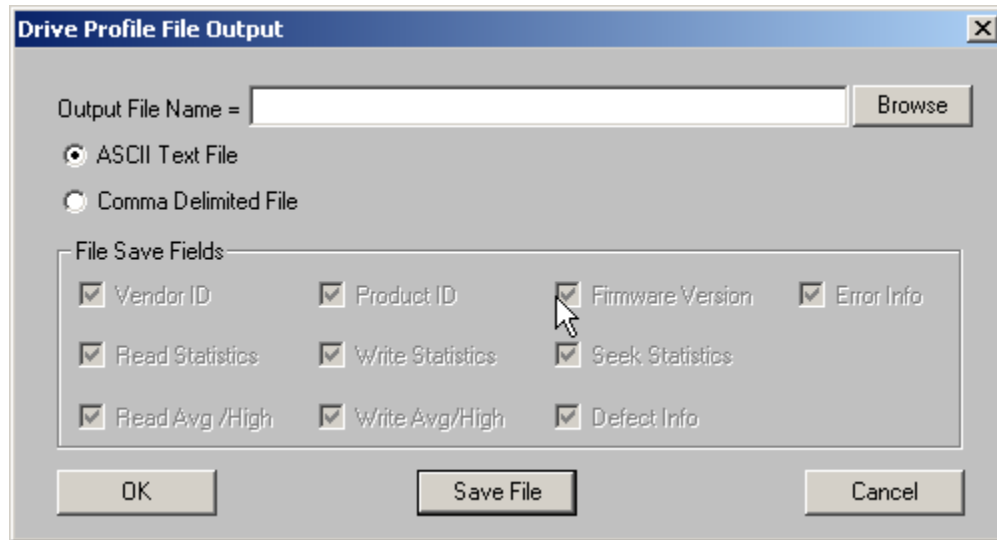 Drive Profile File Output
Output File Name = Browse
ASCII Text File
Comma Delimited File
File Save Fields
Vendor ID Product ID Firmware Version Error Info
Read Statistics Write Statistics Seek Statistics
Read Avg /High Write Avg/High Defect Info
OK Save File Cancel